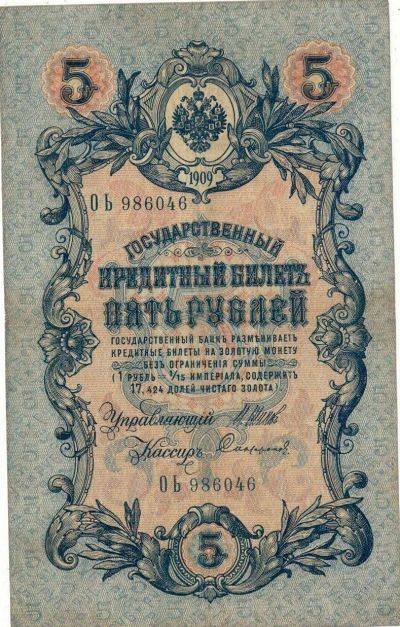 5 5
1909
ОЬ 986046
ГОСУДАРСТВЕННЫЙ
КРЕДИТНЫЙ БИЛЕТЪ
ПЯТЬ РУБЛЕЙ
ГОСУДАРСТВЕННЫЙ БАНКЪ РАЗМѢНИВАЕТЪ
КРЕДИТНЫЕ БИЛЕТЫ НА ЗОЛОТУЮ МОНЕТУ
БЕЗЪ ОГРАНИЧЕНІЯ СУММЫ
(1 РУБЛЬ = 1/15 ИМПЕРІАЛА, СОДЕРЖИТЪ
17,424 ДОЛЕЙ ЧИСТАГО ЗОЛОТА)
Управляющій
Кассиръ
ОЬ 986046
5